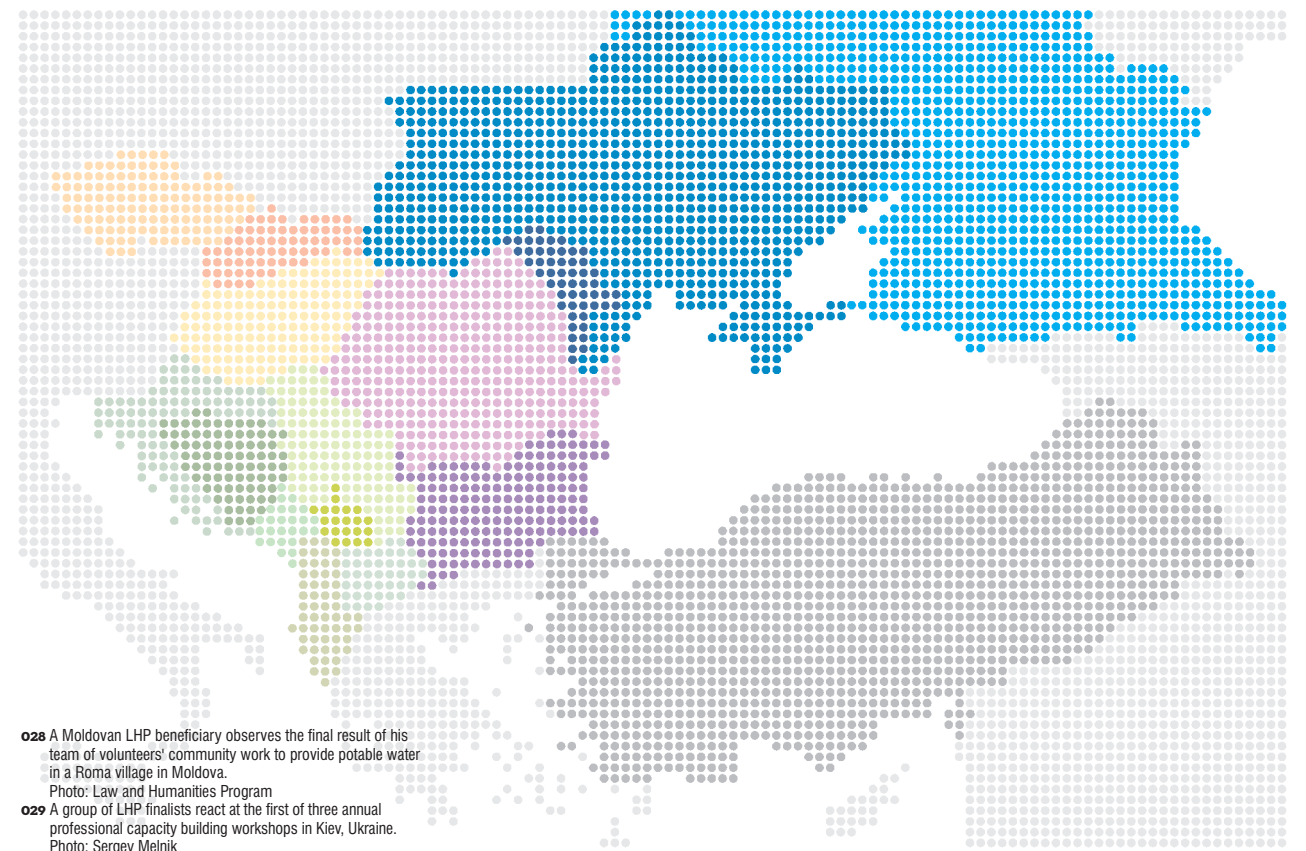 028 A Moldovan LHP beneficiary observes the final result of his
team of volunteers' community work to provide potable water
in a Roma village in Moldova.
Photo: Law and Humanities Program
029 A group of LHP finalists react at the first of three annual
professional capacity building workshops in Kiev, Ukraine.
Photo: Sergey Melnik